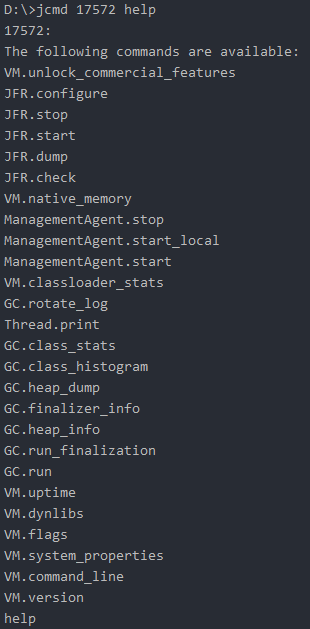 D:\>jcmd 17572 help
17572:
The following commands are available:
VM.unlock_commercial_features
JFR.configure
JFR.stop
JFR.start
JFR.dump
JFR.check
VM.native_memory
ManagementAgent.stop
ManagementAgent.start_local
ManagementAgent.start
VM.classloader_stats
GC.rotate_log
Thread.print
GC.class_stats
GC.class_histogram
GC.heap_dump
GC.finalizer_info
GC.heap_info
GC.run_finalization
GC.run
VM.uptime
VM.dynlibs
VM.flags
VM.system_properties
VM.command_line
VM.version
help